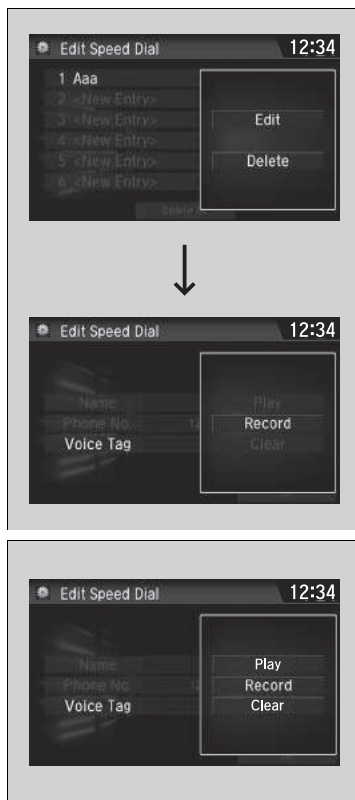 Edit Speed Dial 12:34
1 Aaa
2 <New Entry>
3 <New Entry>
4 <New Entry>
5 <New Entry>
6 <New Entry>
Edit
Delete
Delete
Edit Speed Dial 12:34
Name
Phone No.
Voice Tag
Play
Record
Clear
Edit Speed Dial 12:34
Name
Phone No.
Voice Tag
Play
Record
Clear